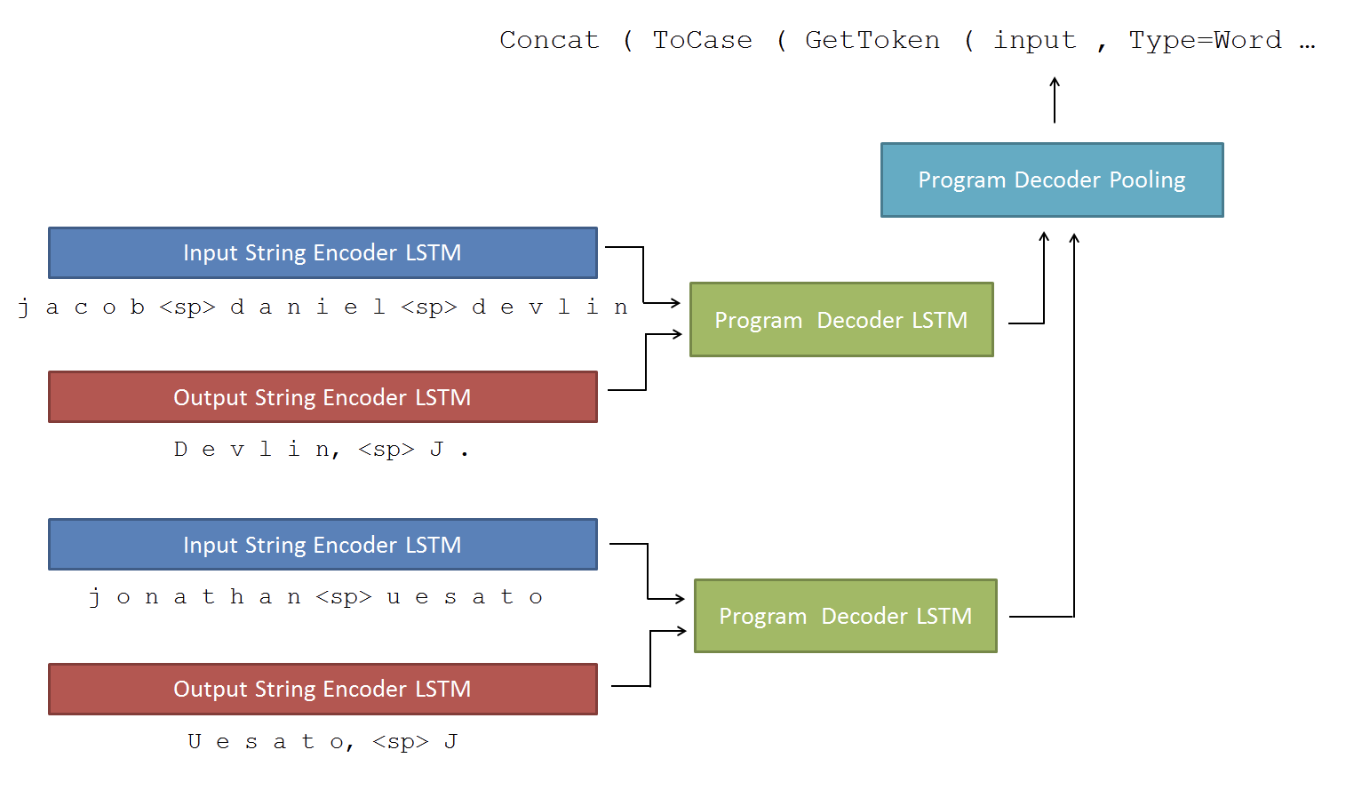 Concat ( ToCase ( GetToken ( input , Type=Word …
Program Decoder Pooling
Input String Encoder LSTM
j a c o b <sp> d a n i e l <sp> d e v l i n
Program Decoder LSTM
Output String Encoder LSTM
D e v l i n, <sp> J .
Input String Encoder LSTM
j o n a t h a n <sp> u e s a t o
Program Decoder LSTM
Output String Encoder LSTM
U e s a t o, <sp> J